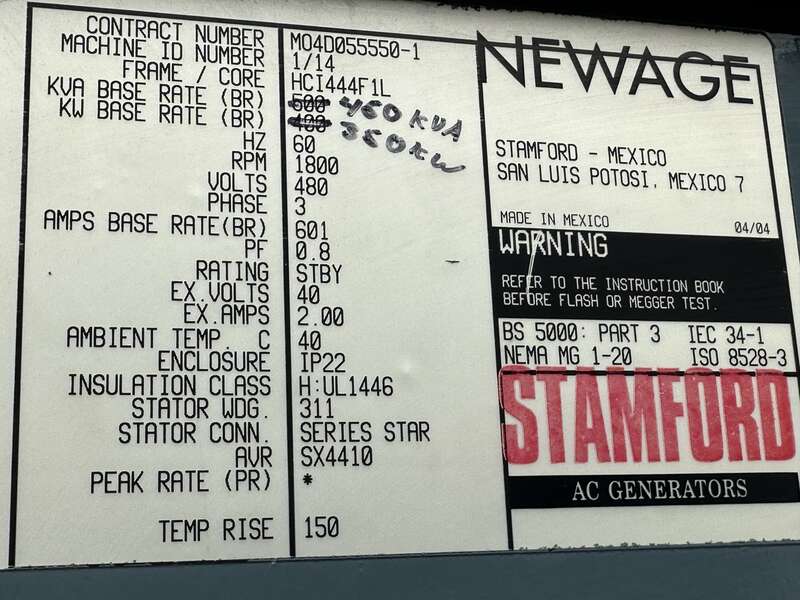 CONTRACT NUMBER M04D055550-1
MACHINE ID NUMBER 1/14
FRAME / CORE HCI444F1L
KVA BASE RATE (BR) 500 460 KVA
KW BASE RATE (BR) 400 350KW
HZ 60
RPM 1800
VOLTS 480
PHASE 3
AMPS BASE RATE(BR) 601
PF 0.8
RATING STBY
EX.VOLTS 40
EX.AMPS 2.00
AMBIENT TEMP. C 40
ENCLOSURE IP22
INSULATION CLASS H:UL1446
STATOR WDG. 311
STATOR CONN. SERIES STAR
AVR SX4410
PEAK RATE (PR) *
TEMP RISE 150
NEWAGE
STAMFORD - MEXICO
SAN LUIS POTOSI, MEXICO 7
MADE IN MEXICO 04/04
WARNING
REFER TO THE INSTRUCTION BOOK
BEFORE FLASH OR MEGGER TEST.
BS 5000: PART 3 IEC 34-1
NEMA MG 1-20 ISO 8528-3
STAMFORD
AC GENERATORS